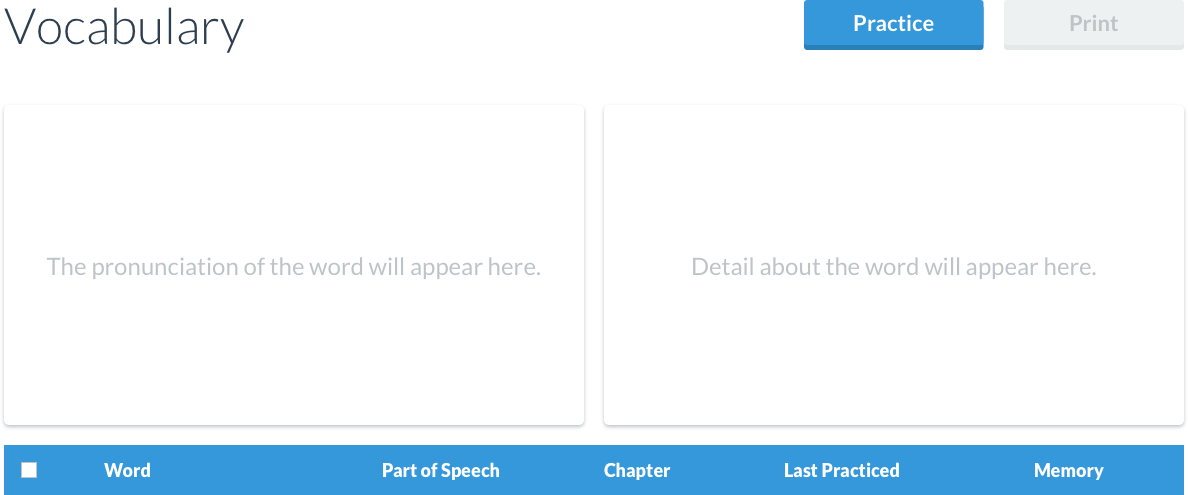 Vocabulary
Practice
Print
The pronunciation of the word will appear here.
Detail about the word will appear here.
Word Part of Speech Chapter Last Practiced Memory